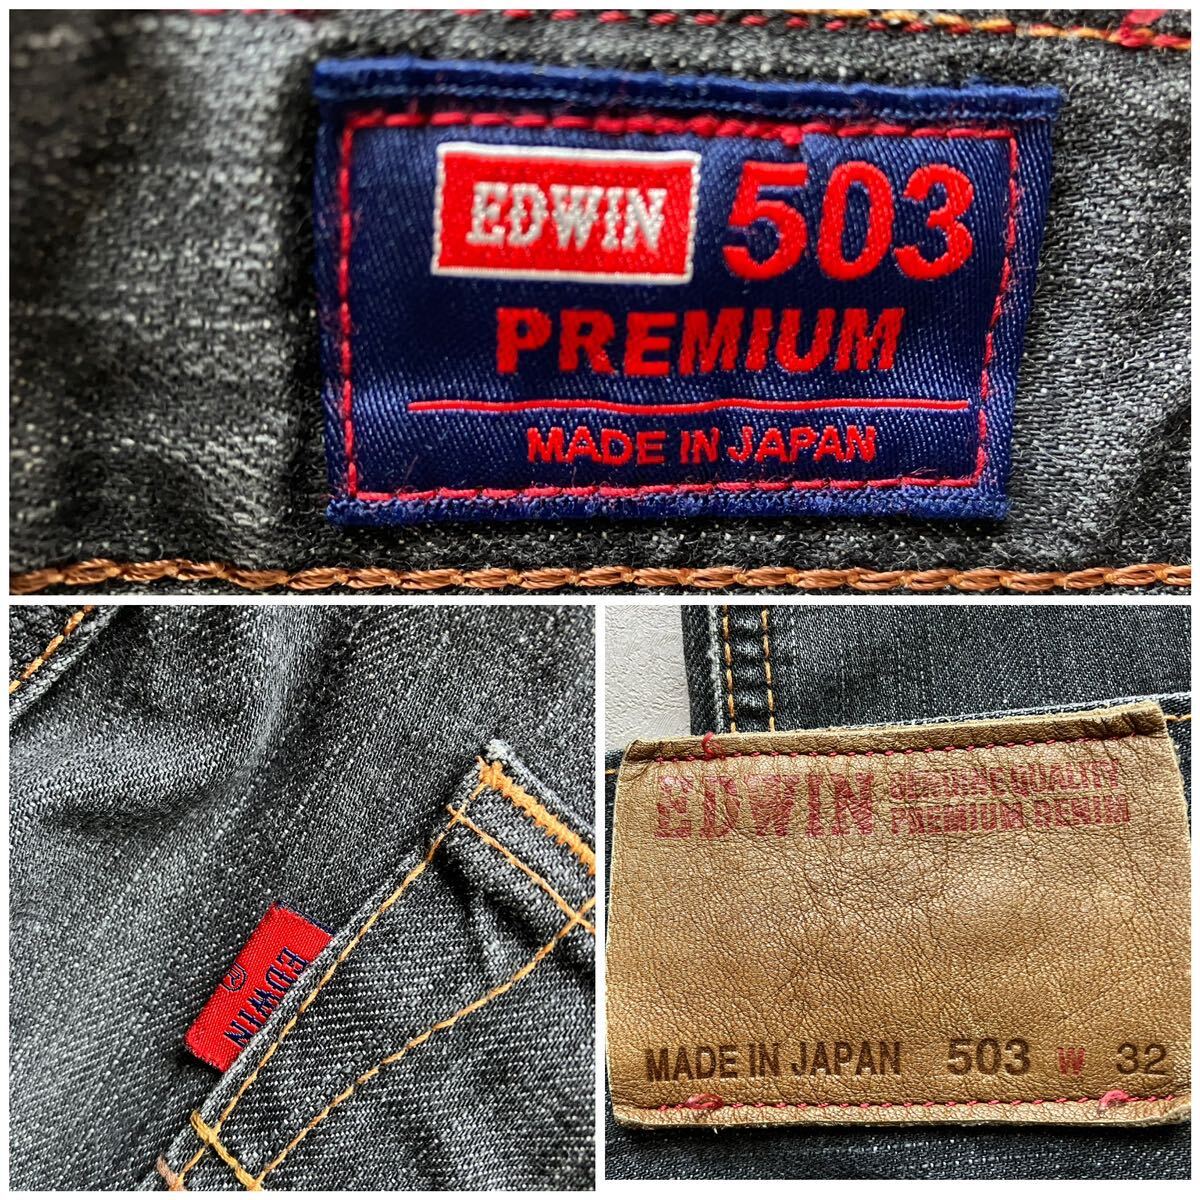 EDWIN 503
PREMIUM
MADE IN JAPAN
EDWIN ®
EDWIN GENUINE QUALITY
PREMIUM DENIM
MADE IN JAPAN 503 W 32